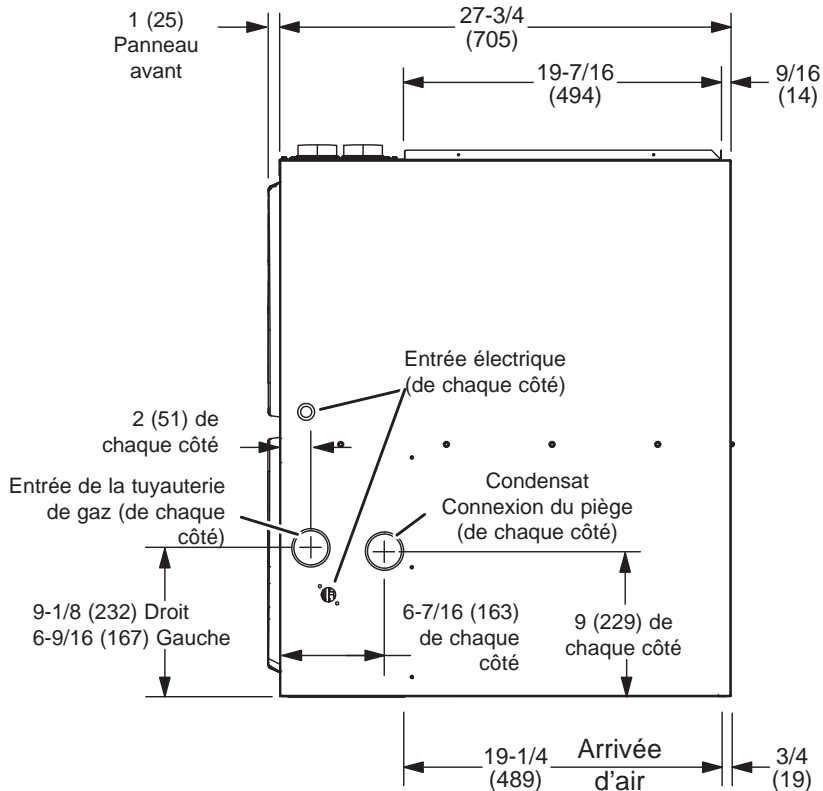 1 (25)
Panneau
avant
27-3/4
(705)
19-7/16
(494)
9/16
(14)
Entrée électrique
(de chaque côté)
2 (51) de
chaque côté
Entrée de la tuyauterie
de gaz (de chaque
côté)
Condensat
Connexion du piège
(de chaque côté)
9-1/8 (232) Droit
6-9/16 (167) Gauche
6-7/16 (163)
de chaque
côté
9 (229) de
chaque côté
19-1/4
(489)
Arrivée
d'air
3/4
(19)